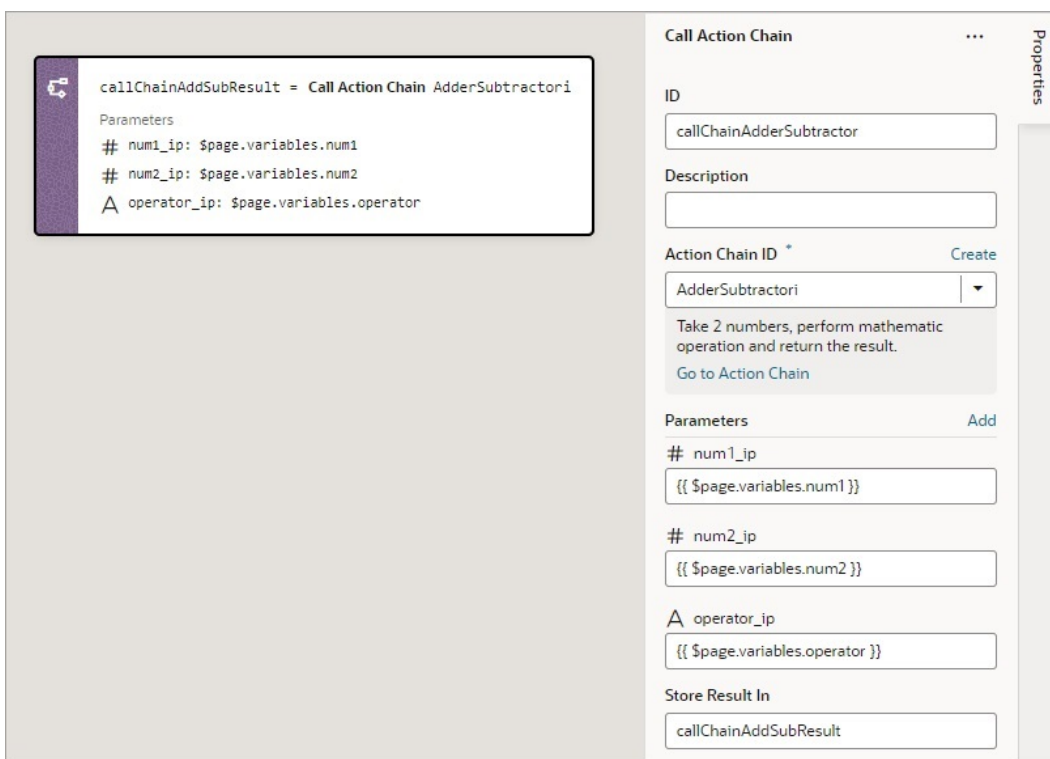 callChainAddSubResult = Call Action Chain AdderSubtractori
Parameters
# num1_ip: $page.variables.num1
# num2_ip: $page.variables.num2
A operator_ip: $page.variables.operator
Call Action Chain
...
Properties
ID
callChainAdderSubtractor
Description
Action Chain ID *
Create
AdderSubtractori
Take 2 numbers, perform mathematic
operation and return the result.
Go to Action Chain
Parameters
Add
# num1_ip
{{ $page.variables.num1 }}
# num2_ip
{{ $page.variables.num2 }}
A operator_ip
{{ $page.variables.operator }}
Store Result In
callChainAddSubResult